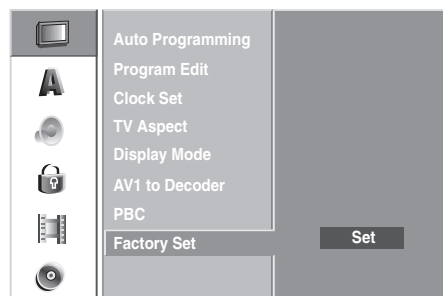 A
Auto Programming
Program Edit
Clock Set
TV Aspect
Display Mode
AV1 to Decoder
PBC
Factory Set
Set